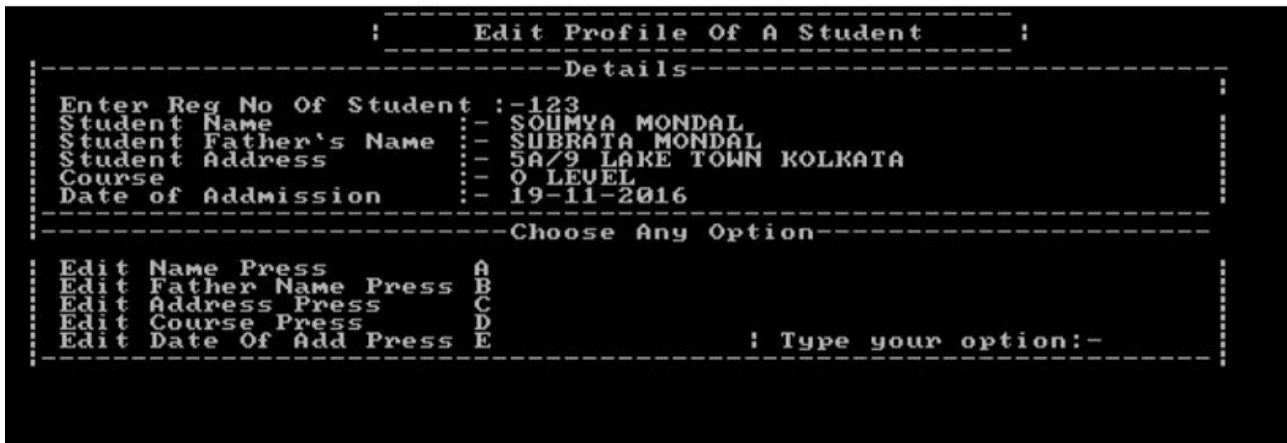 Edit Profile Of A Student
Details
Enter Reg No Of Student :-123
Student Name :- SOUMYA MONDAL
Student Father`s Name :- SUBRATA MONDAL
Student Address :- 5A/9 LAKE TOWN KOLKATA
Course :- O LEVEL
Date of Addmission :- 19-11-2016
Choose Any Option
Edit Name Press A
Edit Father Name Press B
Edit Address Press C
Edit Course Press D
Edit Date Of Add Press E | Type your option:-